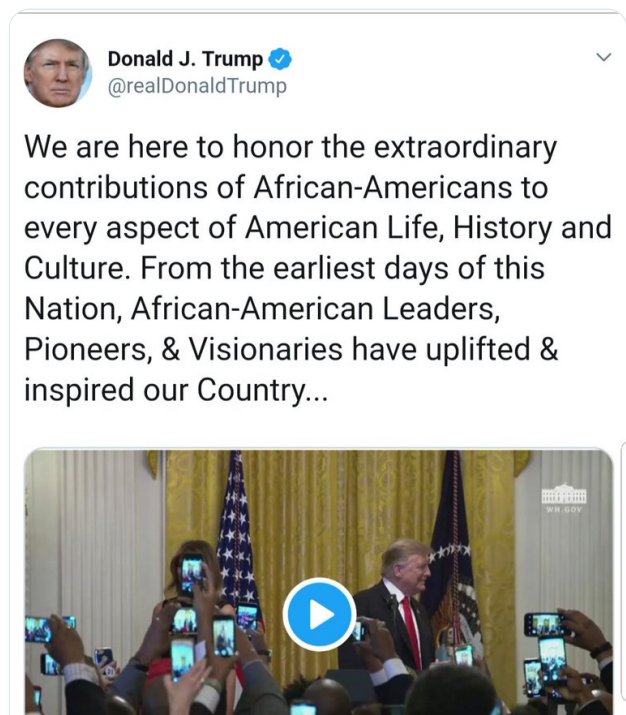 Donald J. Trump
@realDonaldTrump
We are here to honor the extraordinary
contributions of African-Americans to
every aspect of American Life, History and
Culture. From the earliest days of this
Nation, African-American Leaders,
Pioneers, & Visionaries have uplifted &
inspired our Country...
WH.GOV